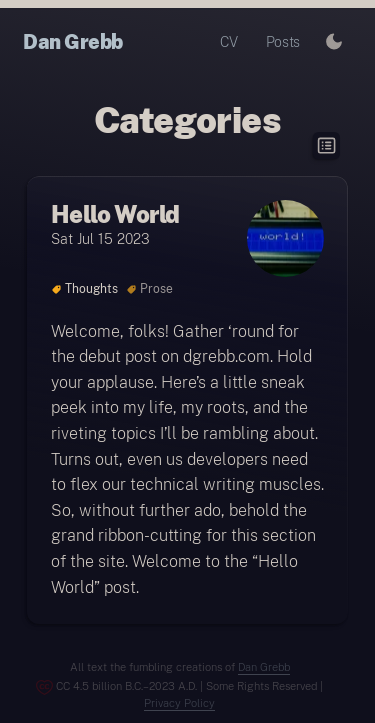 Dan Grebb
CV
Posts
Categories
Hello World
Sat Jul 15 2023
world!
Thoughts
Prose
Welcome, folks! Gather ‘round for
the debut post on dgrebb.com. Hold
your applause. Here’s a little sneak
peek into my life, my roots, and the
riveting topics I’ll be rambling about.
Turns out, even us developers need
to flex our technical writing muscles.
So, without further ado, behold the
grand ribbon-cutting for this section
of the site. Welcome to the “Hello
World” post.
All text the fumbling creations of Dan Grebb
CC 4.5 billion B.C.–2023 A.D. | Some Rights Reserved |
Privacy Policy